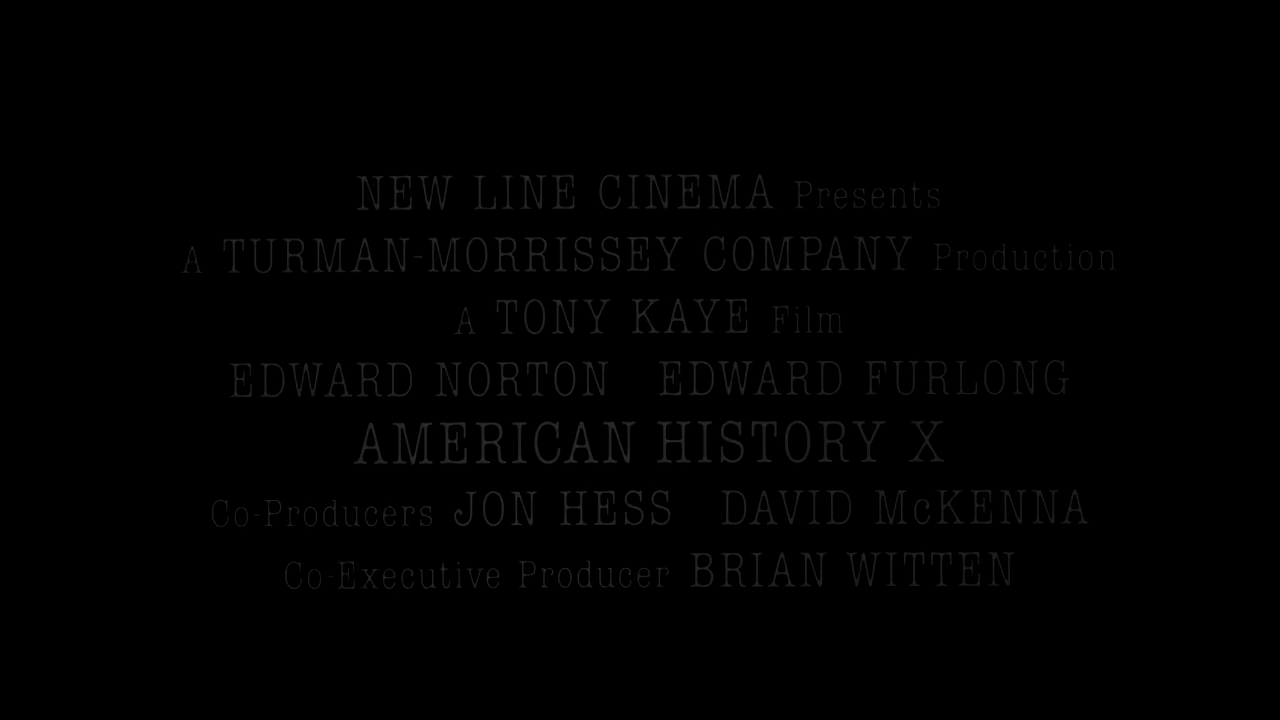 NEW LINE CINEMA Presents
A TURMAN-MORRISSEY COMPANY Production
A TONY KAYE Film
EDWARD NORTON EDWARD FURLONG
AMERICAN HISTORY X
Co-Producers JON HESS DAVID McKENNA
Co-Executive Producer BRIAN WITTEN